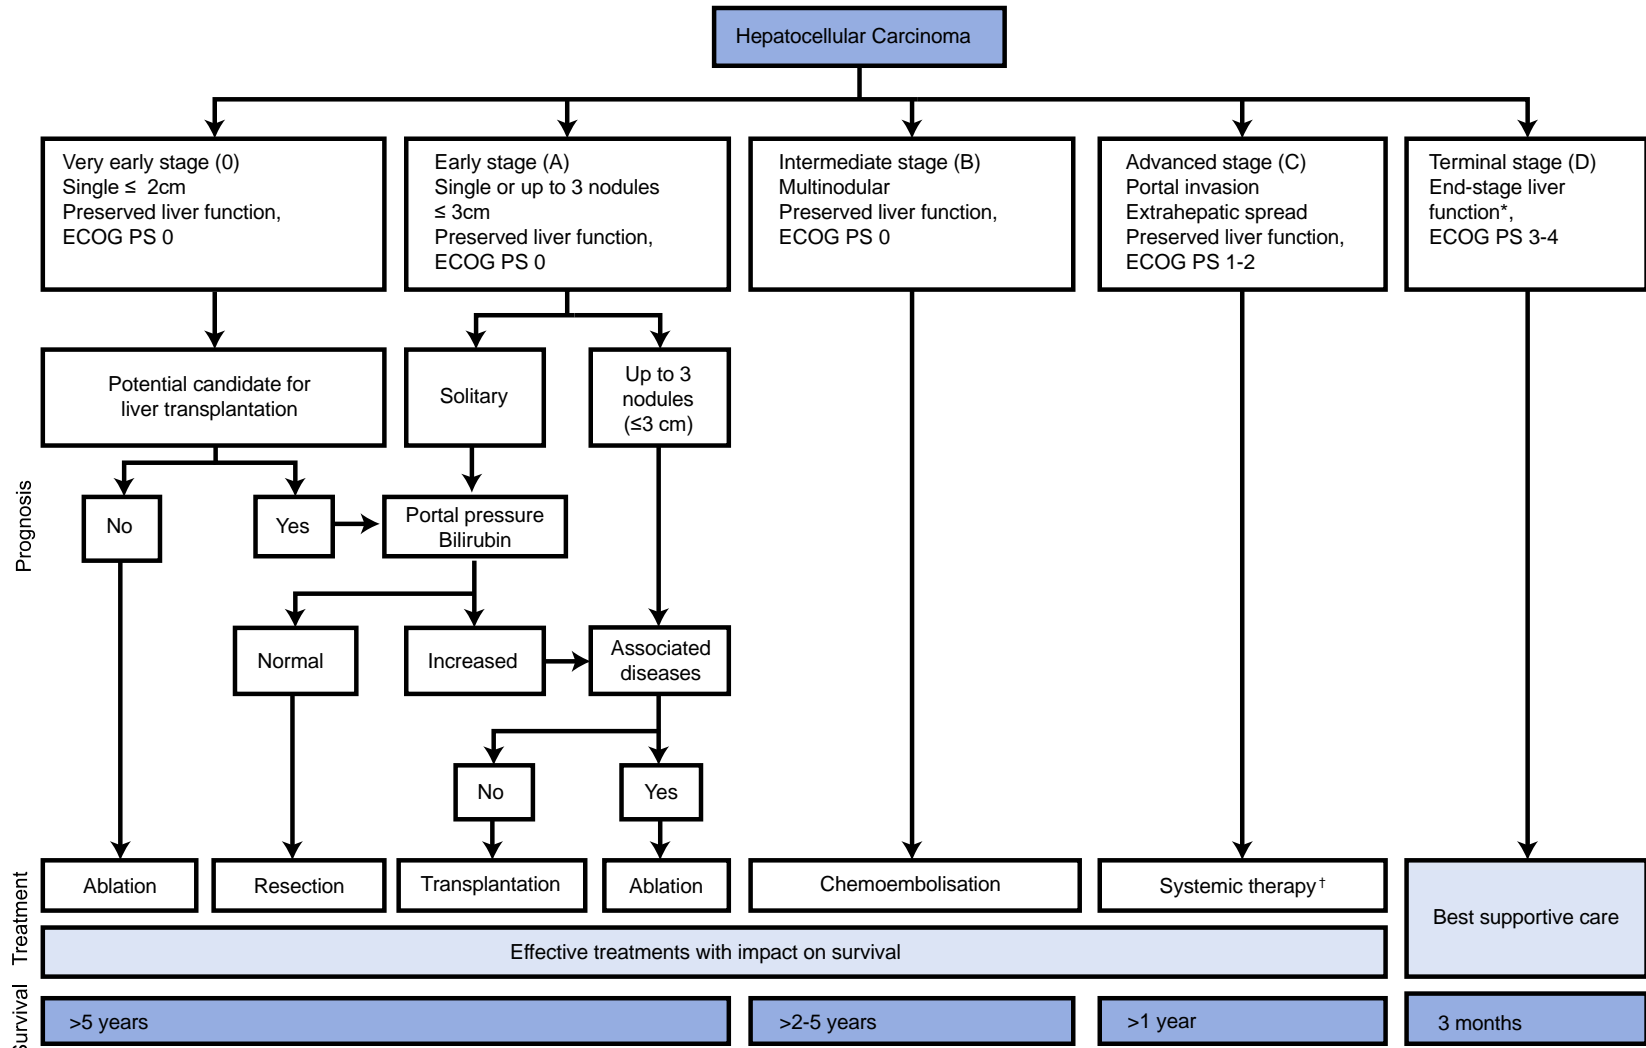 Hepatocellular Carcinoma
Very early stage (0)
Single ≤ 2cm
Preserved liver function,
ECOG PS 0
Early stage (A)
Single or up to 3 nodules
≤ 3cm
Preserved liver function,
ECOG PS 0
Intermediate stage (B)
Multinodular
Preserved liver function,
ECOG PS 0
Advanced stage (C)
Portal invasion
Extrahepatic spread
Preserved liver function,
ECOG PS 1-2
Terminal stage (D)
End-stage liver
function*,
ECOG PS 3-4
Potential candidate for
liver transplantation
Solitary
Up to 3
nodules
(≤3 cm)
Prognosis
No
Yes
Portal pressure
Bilirubin
Normal
Increased
Associated
diseases
No
Yes
Treatment
Ablation
Resection
Transplantation
Ablation
Chemoembolisation
Systemic therapy†
Best supportive care
Effective treatments with impact on survival
Survival
>5 years
>2-5 years
>1 year
3 months